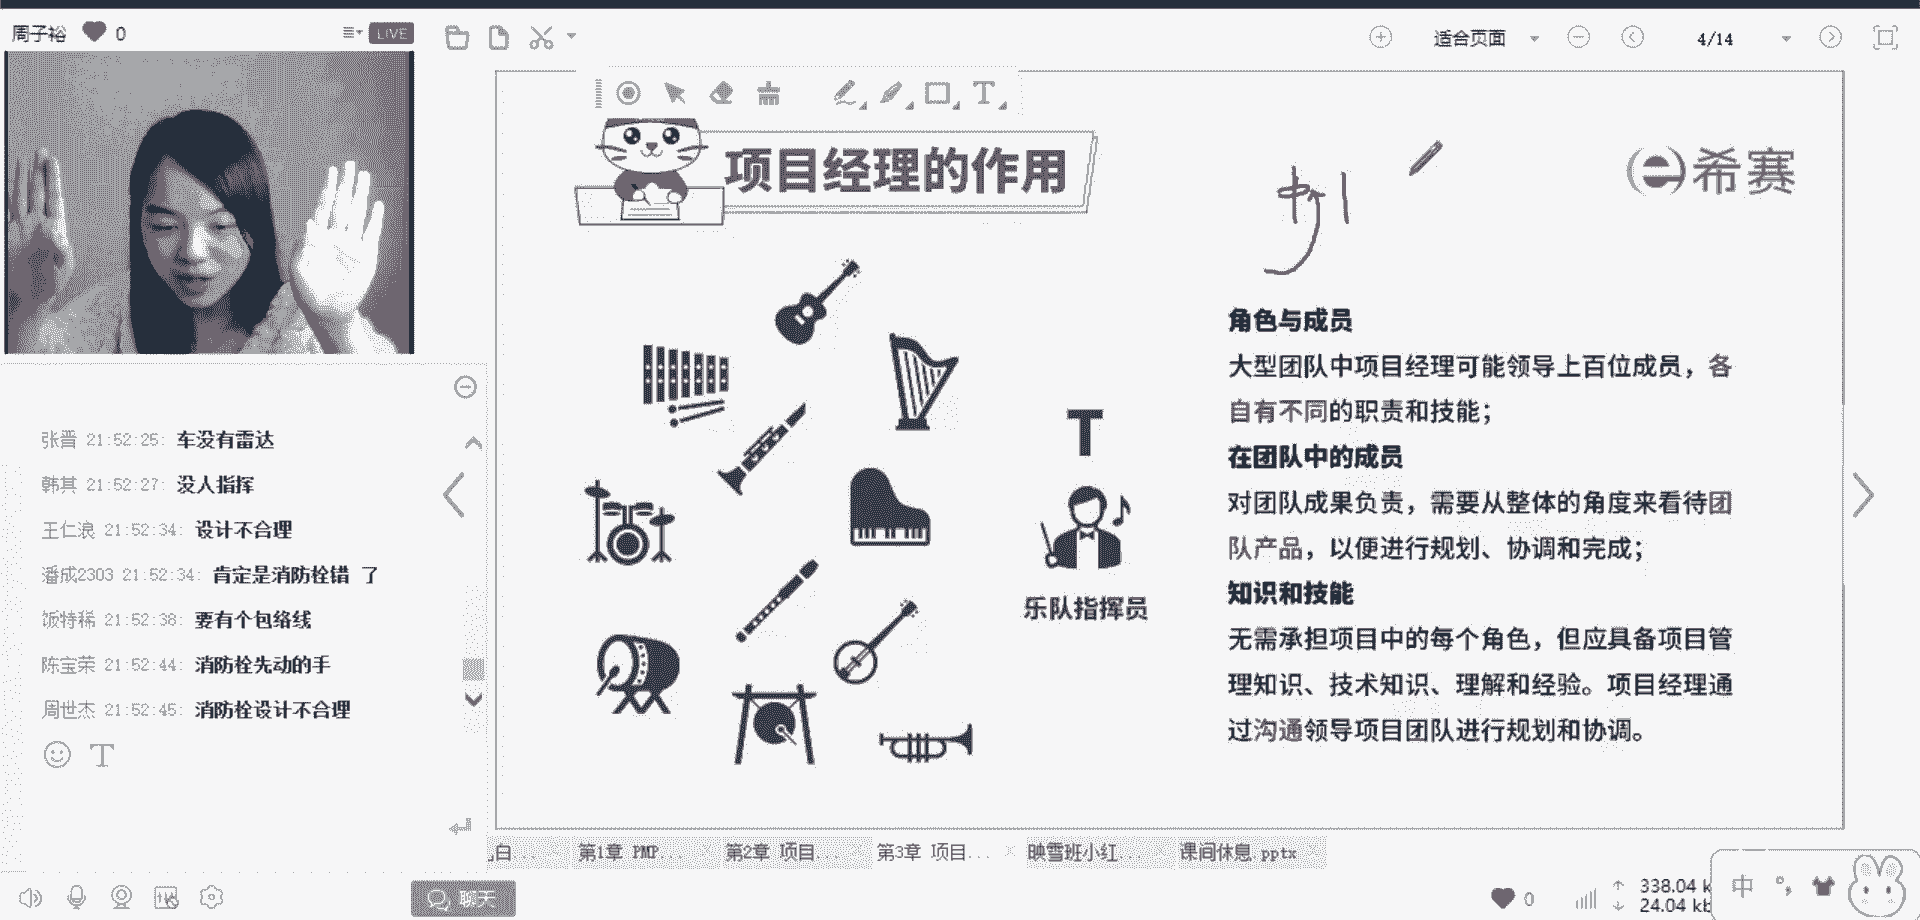 周子裕 0 LIVE
适合页面 4/14
项目经理的作用
希赛
角色与成员
大型团队中项目经理可能领导上百位成员，各
自有不同的职责和技能；
在团队中的成员
对团队成果负责，需要从整体的角度来看待团
队产品，以便进行规划、协调和完成；
知识和技能
无需承担项目中的每个角色，但应具备项目管
理知识、技术知识、理解和经验。项目经理通
过沟通领导项目团队进行规划和协调。
T
乐队指挥员
张晋 21:52:25: 车没有雷达
韩其 21:52:27: 没人指挥
王仁浪 21:52:34: 设计不合理
潘成2303 21:52:34: 肯定是消防栓错 了
饭特稀 21:52:38: 要有个包络线
陈宝荣 21:52:44: 消防栓先动的手
周世杰 21:52:45: 消防栓设计不合理
T
白... 第1章 PMP... 第2章 项目... 第3章 项目... 映雪班小红... 课间休息.pptx
聊天
0
338.04 k
24.04 kb
中